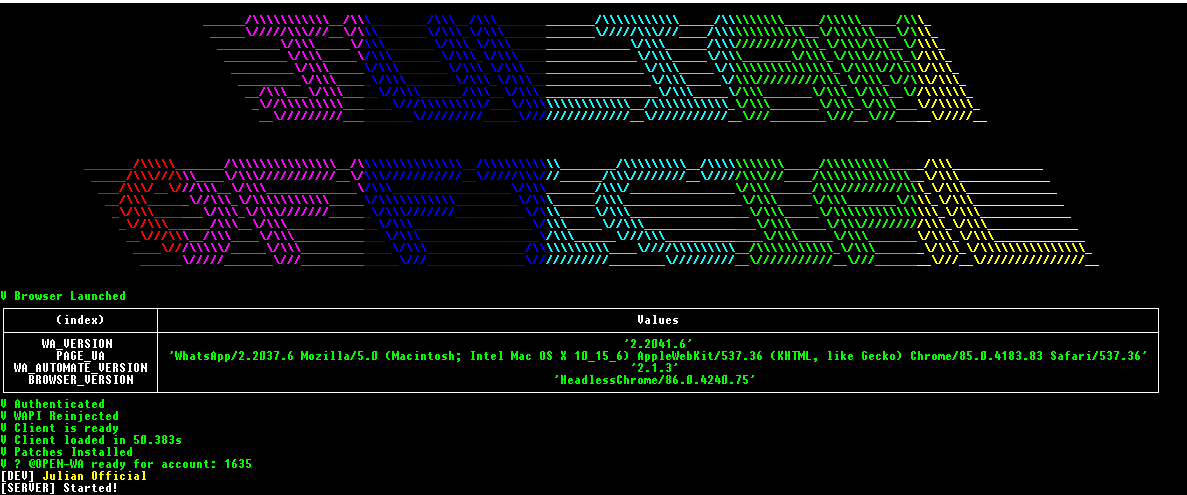 JULIAN
OFFICIAL
√ Browser Launched
(index) Values
WA_VERSION '2.2041.6'
PAGE_UA 'WhatsApp/2.2037.6 Mozilla/5.0 (Macintosh; Intel Mac OS X 10_15_6) AppleWebKit/537.36 (KHTML, like Gecko) Chrome/85.0.4183.83 Safari/537.36'
WA_AUTOMATE_VERSION '2.1.3'
BROWSER_VERSION 'HeadlessChrome/86.0.4240.75'
√ Authenticated
√ WAPI Reinjected
√ Client is ready
√ Client loaded in 50.383s
√ Patches Installed
√ ? @OPEN-WA ready for account: 1635
[DEV] Julian Official
[SERVER] Started!